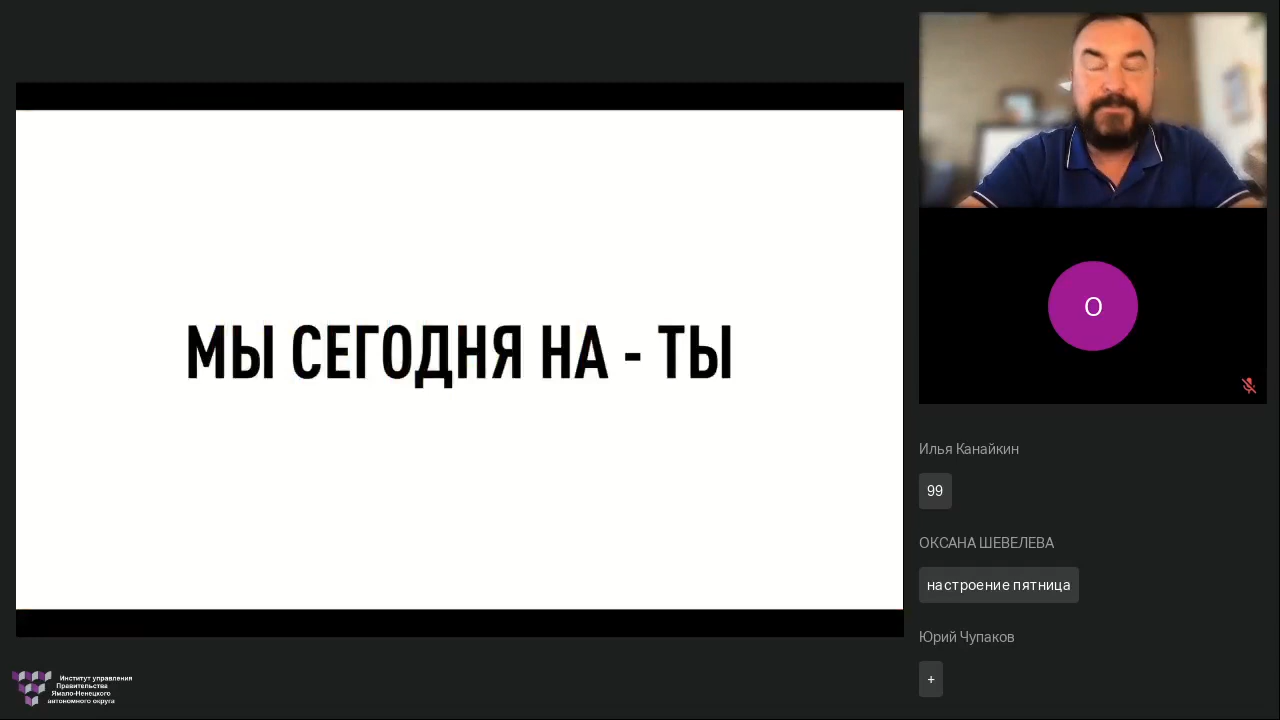 МЫ СЕГОДНЯ НА - ТЫ
О
Илья Канайкин
99
ОКСАНА ШЕВЕЛЕВА
настроение пятница
Юрий Чупаков
+
Институт управления
Правительства
Ямало-Ненецкого
автономного округа